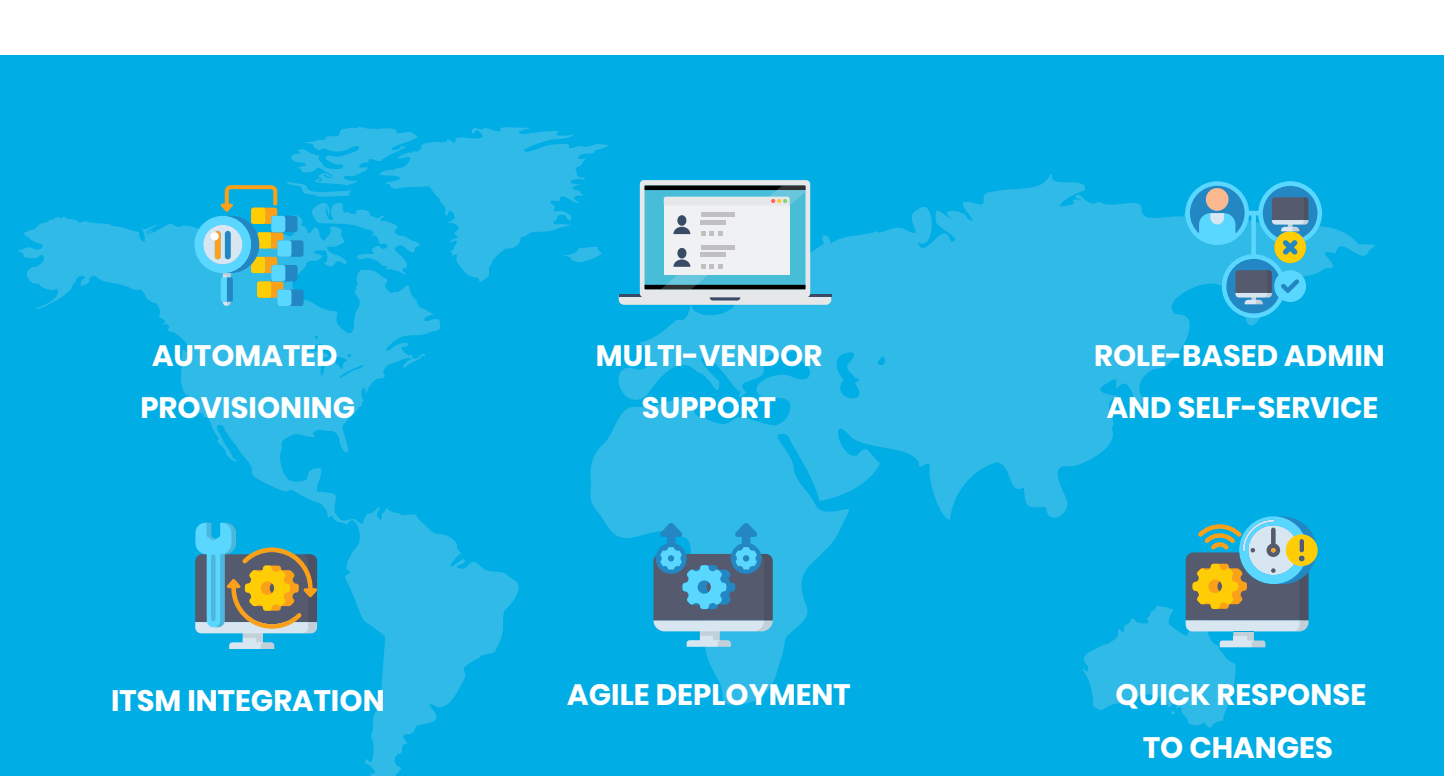 AUTOMATED
PROVISIONING
MULTI-VENDOR
SUPPORT
ROLE-BASED ADMIN
AND SELF-SERVICE
ITSM INTEGRATION
AGILE DEPLOYMENT
QUICK RESPONSE
TO CHANGES